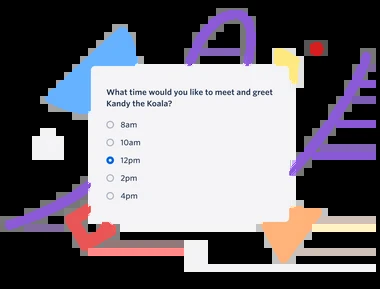 What time would you like to meet and greet
Kandy the Koala?
8am
10am
12pm
2pm
4pm